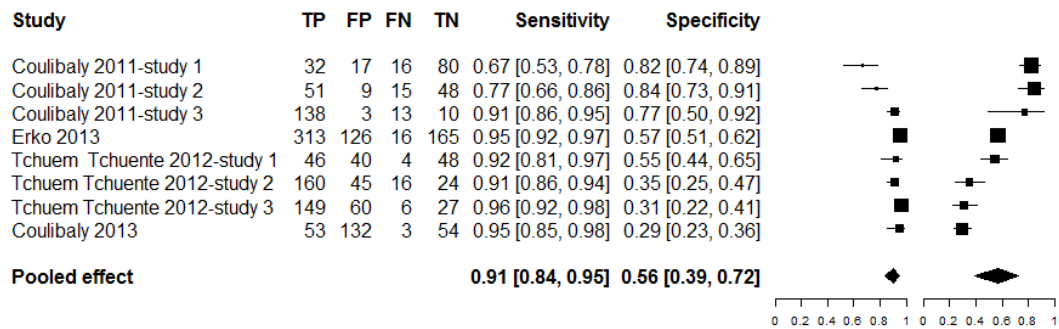 Study TP FP FN TN Sensitivity Specificity
Coulibaly 2011-study 1 32 17 16 80 0.67 [0.53, 0.78] 0.82 [0.74, 0.89]
Coulibaly 2011-study 2 51 9 15 48 0.77 [0.66, 0.86] 0.84 [0.73, 0.91]
Coulibaly 2011-study 3 138 3 13 10 0.91 [0.86, 0.95] 0.77 [0.50, 0.92]
Erko 2013 313 126 16 165 0.95 [0.92, 0.97] 0.57 [0.51, 0.62]
Tchuem Tchuente 2012-study 1 46 40 4 48 0.92 [0.81, 0.97] 0.55 [0.44, 0.65]
Tchuem Tchuente 2012-study 2 160 45 16 24 0.91 [0.86, 0.94] 0.35 [0.25, 0.47]
Tchuem Tchuente 2012-study 3 149 60 6 27 0.96 [0.92, 0.98] 0.31 [0.22, 0.41]
Coulibaly 2013 53 132 3 54 0.95 [0.85, 0.98] 0.29 [0.23, 0.36]
Pooled effect 0.91 [0.84, 0.95] 0.56 [0.39, 0.72]
0 0.2 0.4 0.6 0.8 1 0 0.2 0.4 0.6 0.8 1